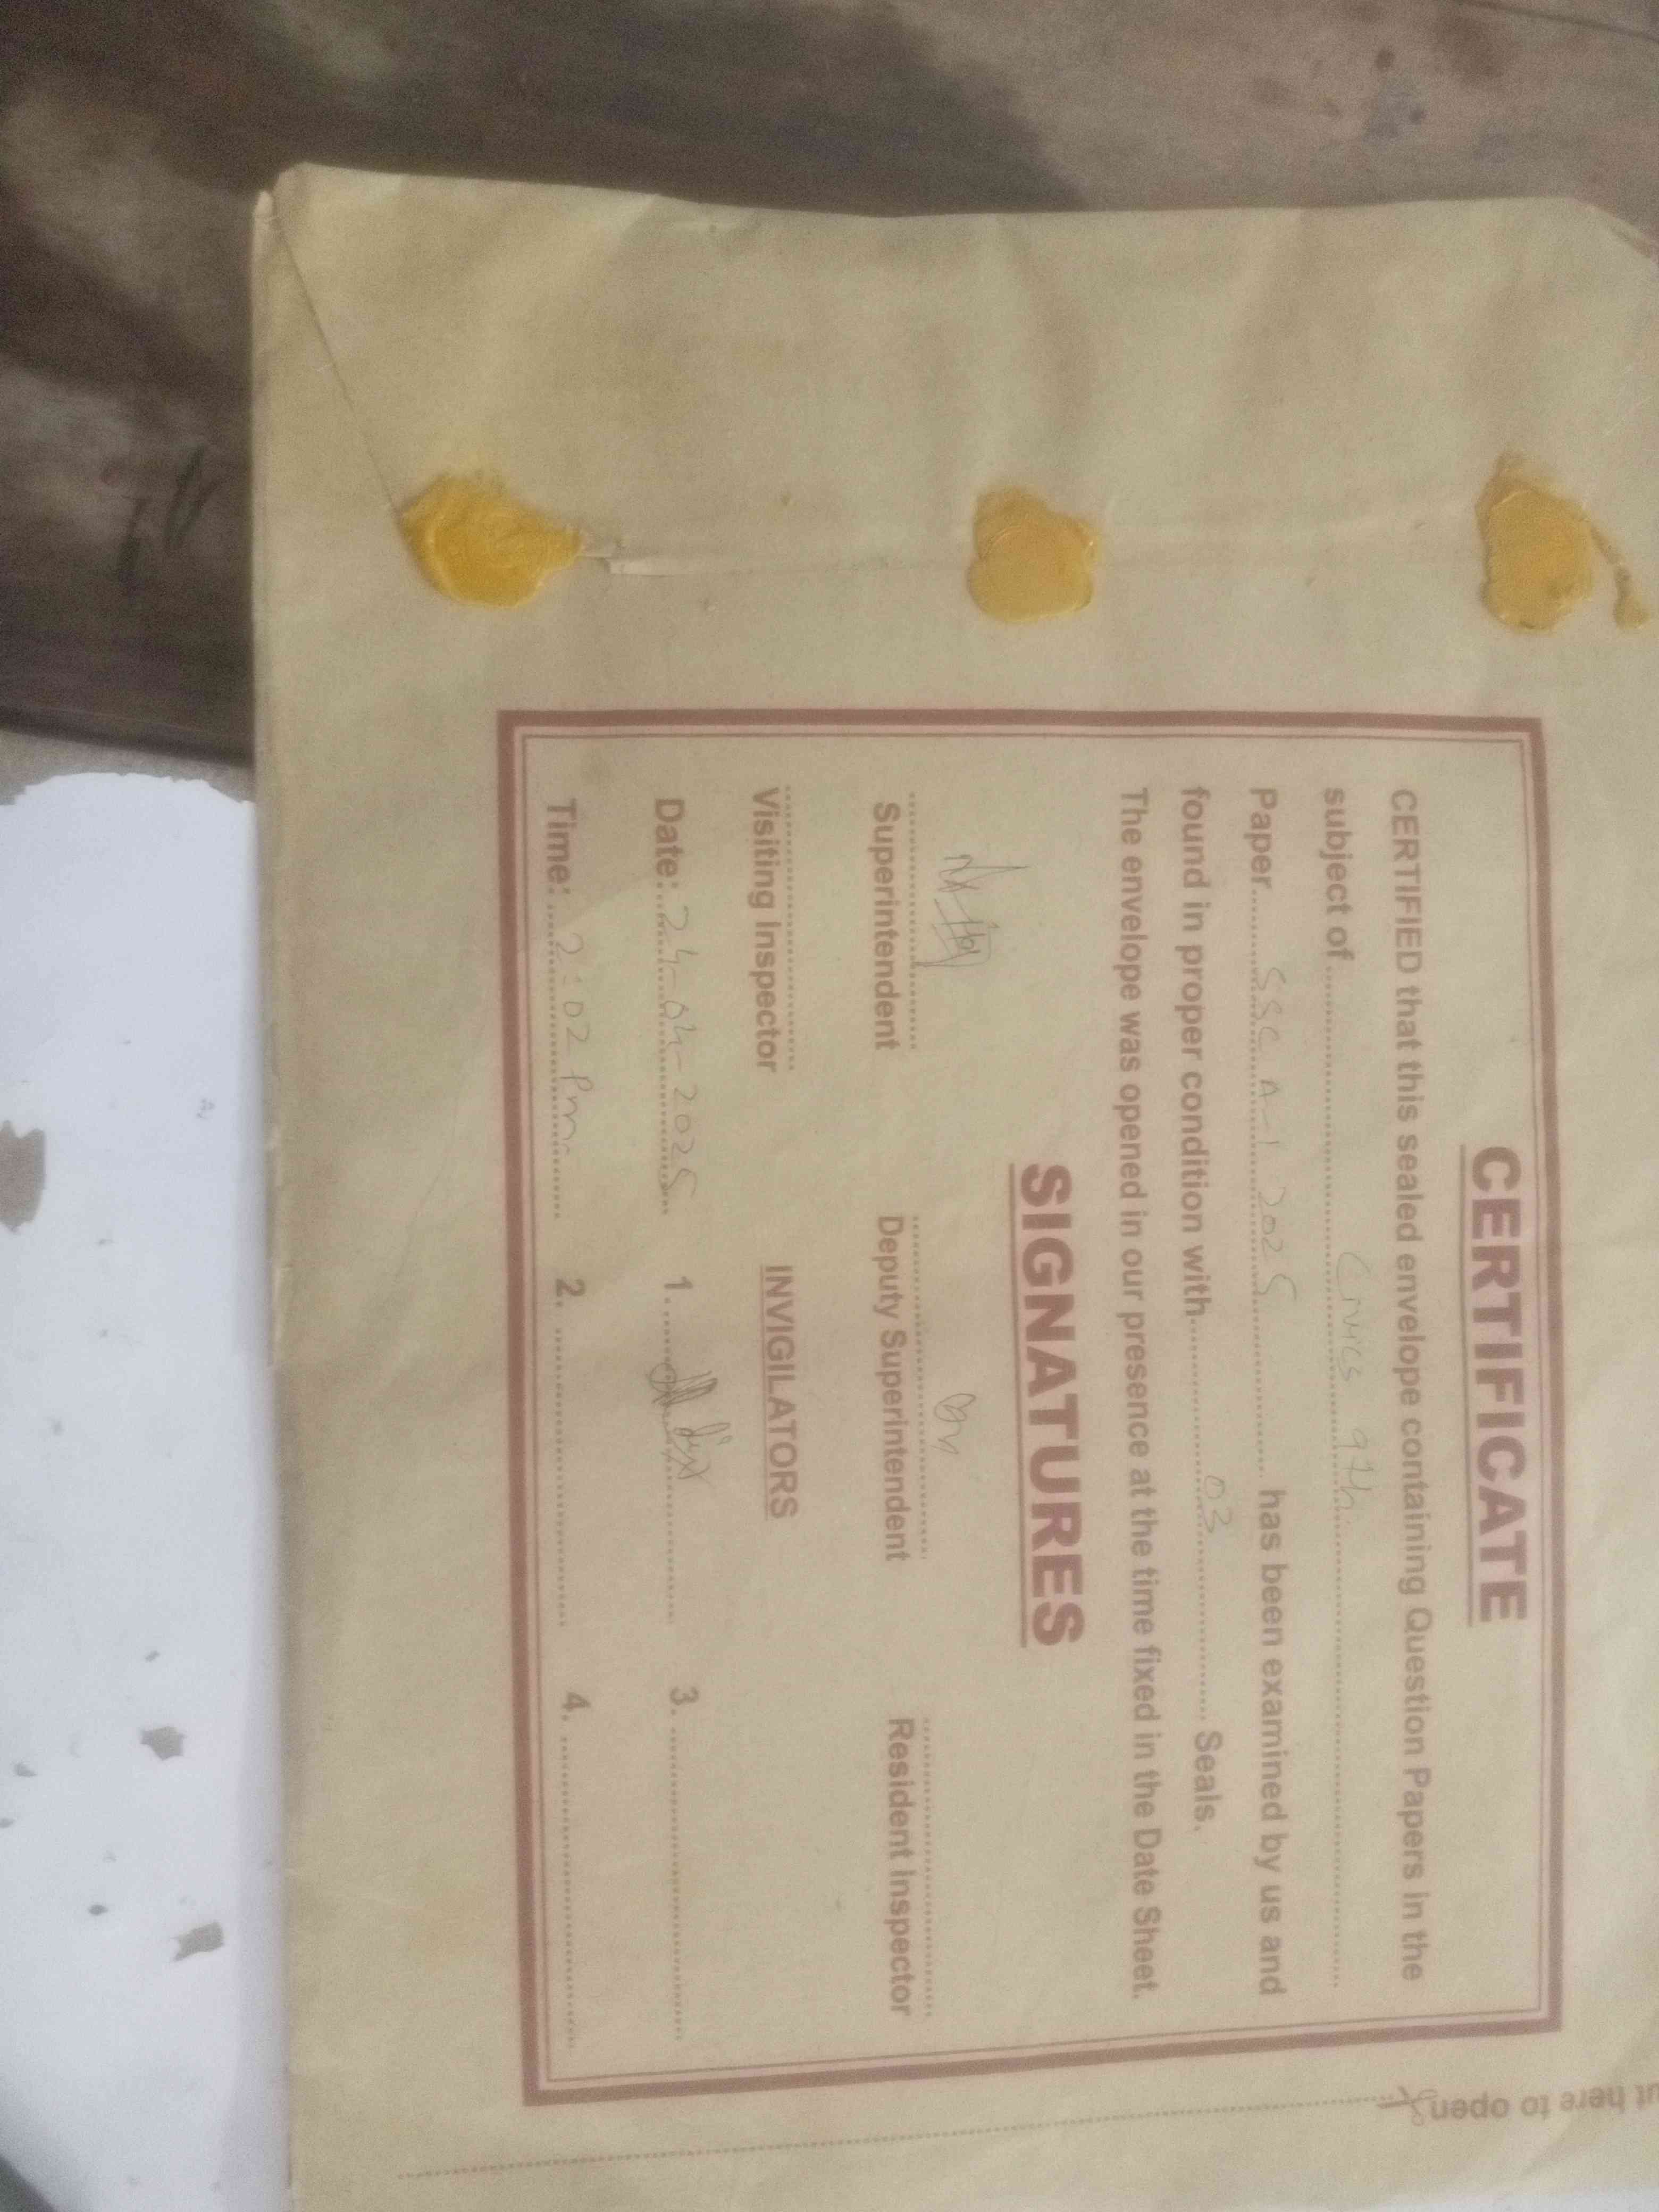 CERTIFICATE
CERTIFIED that this sealed envelope containing Question Papers in the
subject of.......... Civics 9th..........
Paper.......... SSC A-I 2025.......... has been examined by us and
found in proper condition with.......... 03.......... Seals.
The envelope was opened in our presence at the time fixed in the Date Sheet.
SIGNATURES
Superintendent Deputy Superintendent Resident Inspector
Visiting Inspector INVIGILATORS
Date:.. 24-04-2025.. 1........... 3. ..........
Time: .. 2:02 Pm.. 2. .......... 4. ..........
here to open